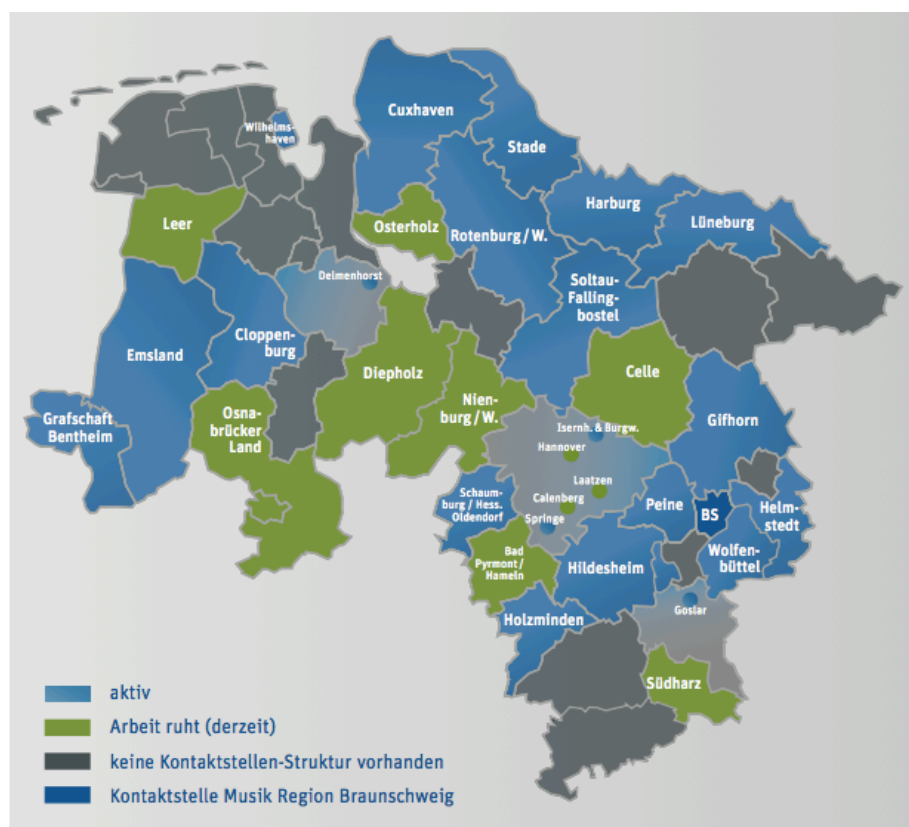 Cuxhaven
Wilhelms-
haven
Stade
Harburg
Lüneburg
Leer
Osterholz
Rotenburg / W.
Delmenhorst
Soltau-
Falling-
bostel
Emsland
Cloppen-
burg
Diepholz
Celle
Nien-
burg / W.
Grafschaft
Bentheim
Osna-
brücker
Land
Gifhorn
Isernh. & Burgw.
Hannover
Laatzen
Calenberg
Springe
Schaum-
burg / Hess.
Oldendorf
Peine
BS
Helm-
stedt
Bad
Pyrmont /
Hameln
Hildesheim
Wolfen-
büttel
Holzminden
Goslar
Südharz
aktiv
Arbeit ruht (derzeit)
keine Kontaktstellen-Struktur vorhanden
Kontaktstelle Musik Region Braunschweig